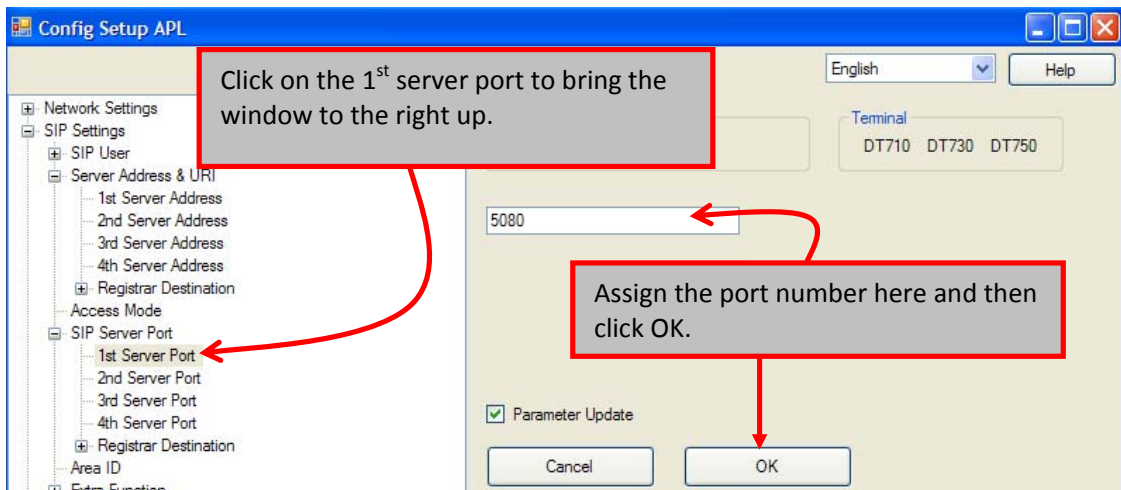 Config Setup APL
English
Help
Click on the 1st server port to bring the
window to the right up.
Network Settings
SIP Settings
SIP User
Server Address & URI
1st Server Address
2nd Server Address
3rd Server Address
4th Server Address
Registrar Destination
Access Mode
SIP Server Port
1st Server Port
2nd Server Port
3rd Server Port
4th Server Port
Registrar Destination
Area ID
Extra Function
Terminal
DT710 DT730 DT750
5080
Assign the port number here and then
click OK.
Parameter Update
Cancel
OK